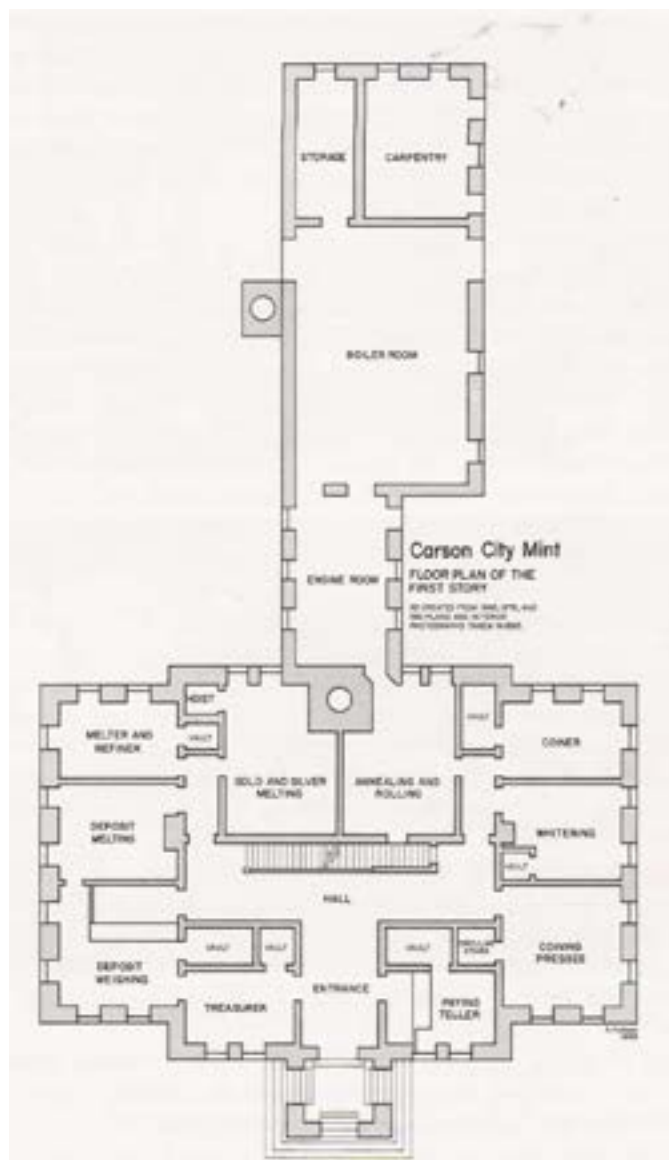 STORAGE
CARPENTRY
BOILER ROOM
Carson City Mint
FLOOR PLAN OF THE
FIRST STORY
ENGINE ROOM
HOIST
MELTER AND
REFINER
VAULT
VAULT
COINER
GOLD AND SILVER
MELTING
ANNEALING AND
ROLLING
DEPOSIT
MELTING
WHITENING
VAULT
HALL
VAULT
VAULT
VAULT
COINING
PRESSES
DEPOSIT
WEIGHING
ENTRANCE
TREASURER
PAYING
TELLER